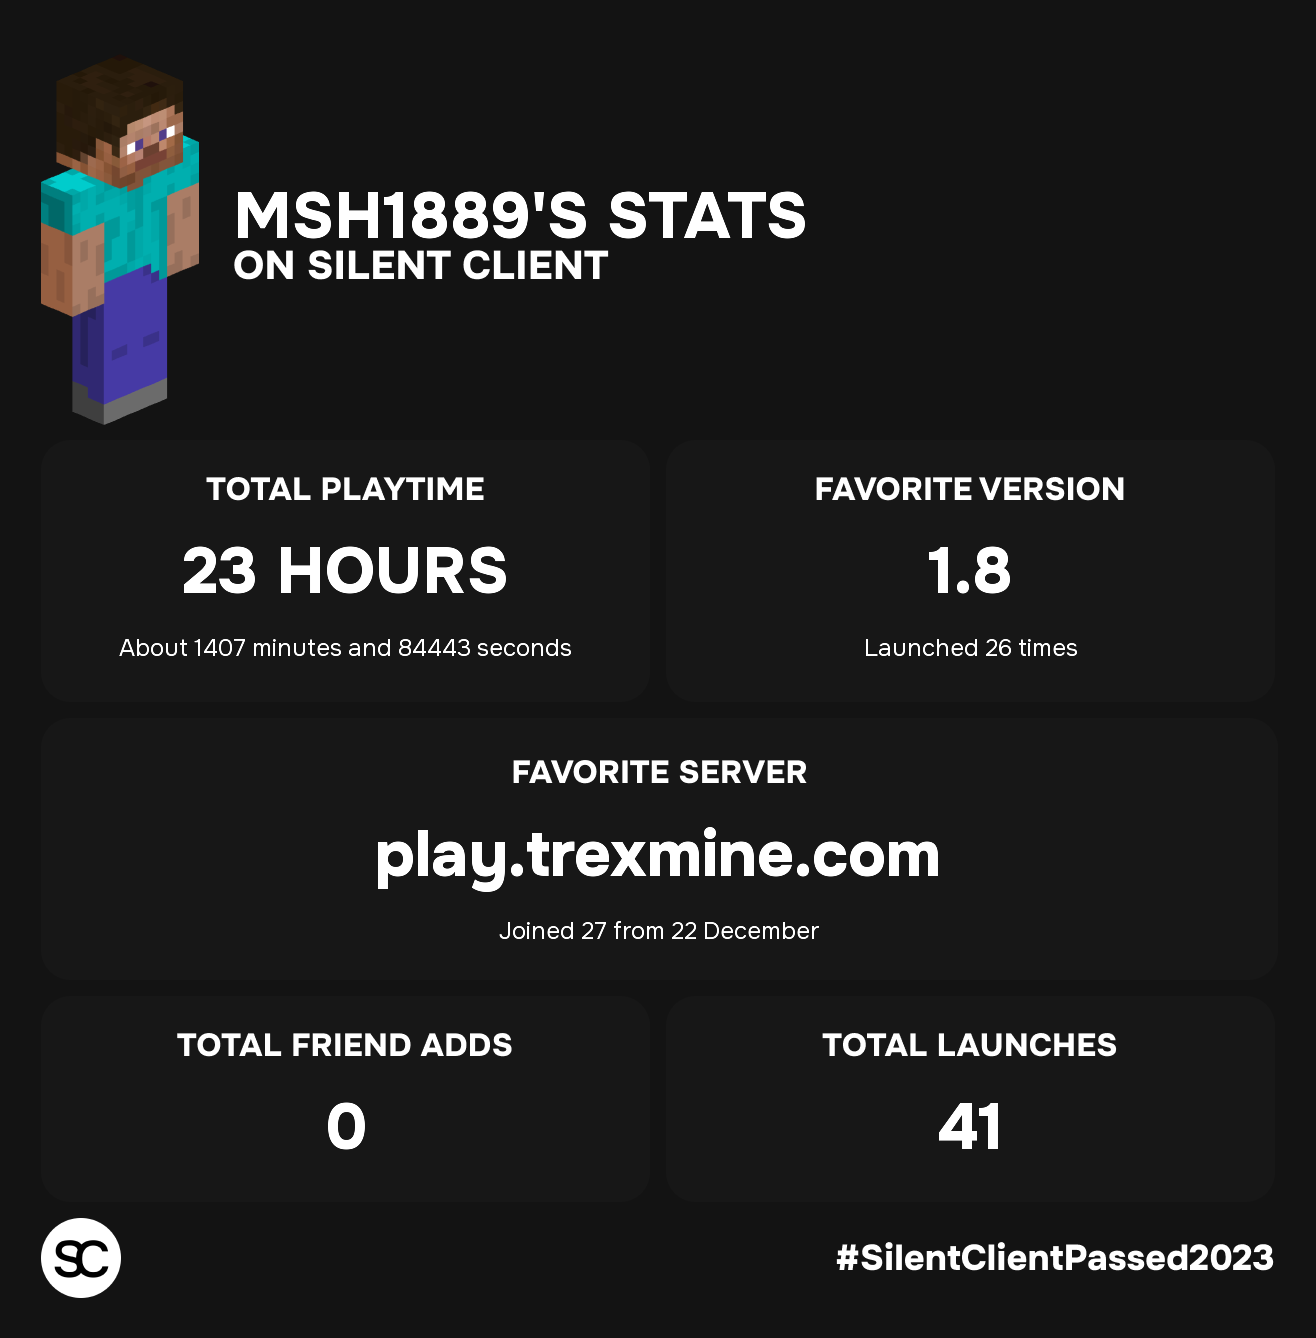 MSH1889'S STATS
ON SILENT CLIENT
TOTAL PLAYTIME
23 HOURS
About 1407 minutes and 84443 seconds
FAVORITE VERSION
1.8
Launched 26 times
FAVORITE SERVER
play.trexmine.com
Joined 27 from 22 December
TOTAL FRIEND ADDS
0
TOTAL LAUNCHES
41
SC
#SilentClientPassed2023